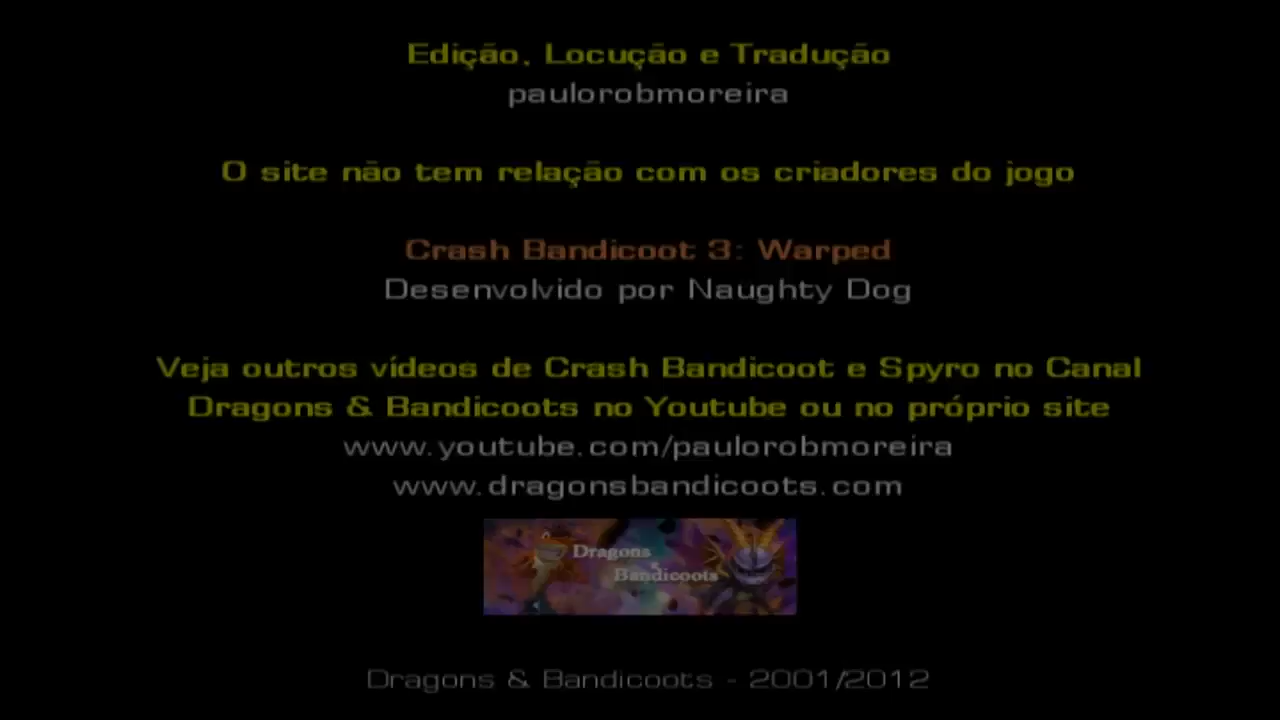 Edição, Locução e Tradução
paulorobmoreira
O site não tem relação com os criadores do jogo
Crash Bandicoot 3: Warped
Desenvolvido por Naughty Dog
Veja outros vídeos de Crash Bandicoot e Spyro no Canal
Dragons & Bandicoots no Youtube ou no próprio site
www.youtube.com/paulorobmoreira
www.dragonsbandicoots.com
Dragons
&
Bandicoots
Dragons & Bandicoots - 2001/2012